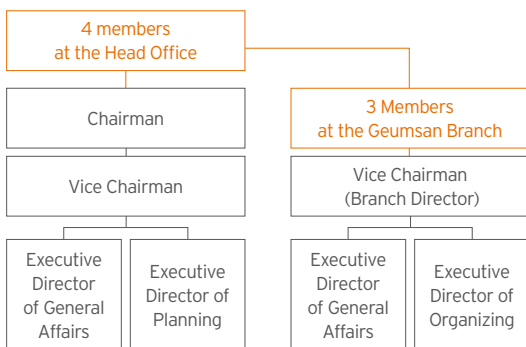 4 members
at the Head Office
Chairman
Vice Chairman
Executive
Director
of General
Affairs
Executive
Director of
Planning
3 Members
at the Geumsan Branch
Vice Chairman
(Branch Director)
Executive
Director
of General
Affairs
Executive
Director of
Organizing